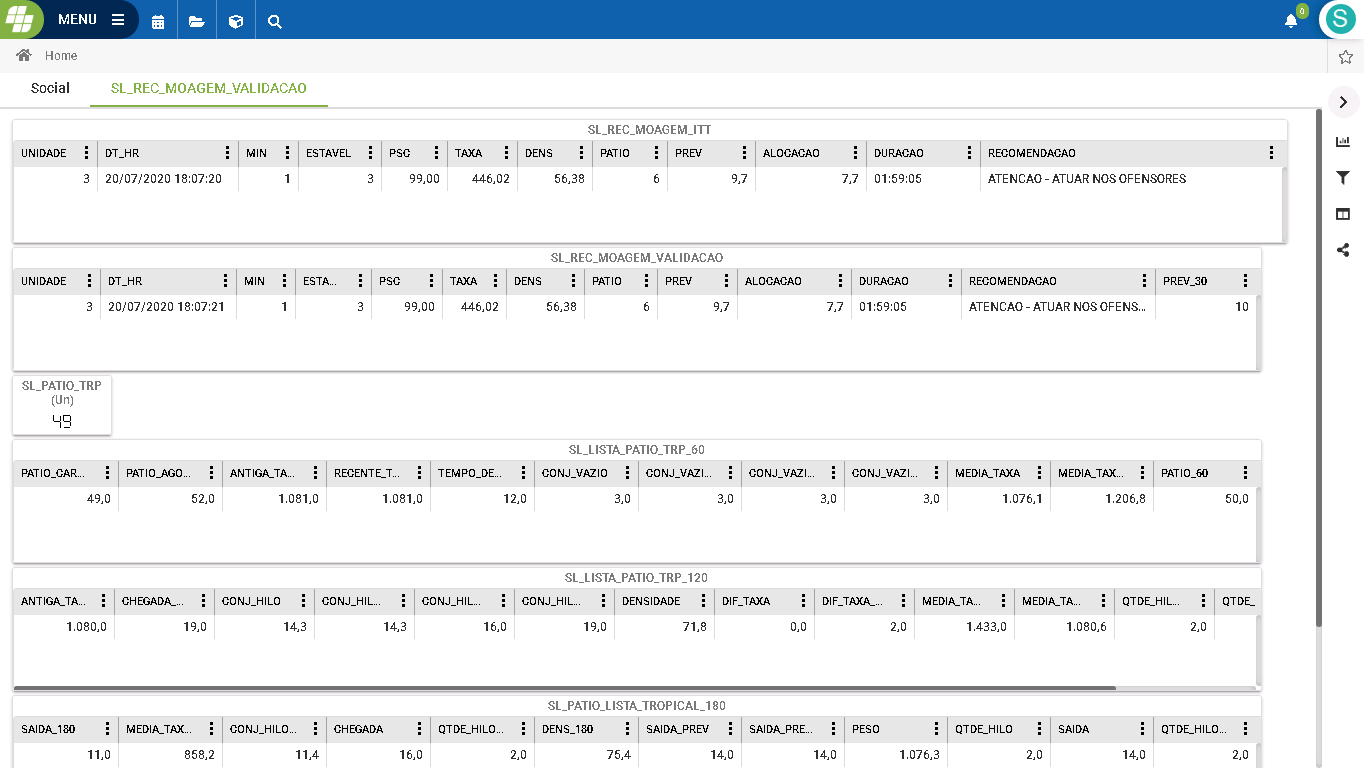 MENU
0
S
Home
Social SL_REC_MOAGEM_VALIDACAO
SL_REC_MOAGEM_ITT
UNIDADE DT_HR MIN ESTAVEL PSC TAXA DENS PATIO PREV ALOCACAO DURACAO RECOMENDACAO
3 20/07/2020 18:07:20 1 3 99,00 446,02 56,38 6 9,7 7,7 01:59:05 ATENCAO - ATUAR NOS OFENSORES
SL_REC_MOAGEM_VALIDACAO
UNIDADE DT_HR MIN ESTA... PSC TAXA DENS PATIO PREV ALOCACAO DURACAO RECOMENDACAO PREV_30
3 20/07/2020 18:07:21 1 3 99,00 446,02 56,38 6 9,7 7,7 01:59:05 ATENCAO - ATUAR NOS OFENS... 10
SL_PATIO_TRP
(Un)
49
SL_LISTA_PATIO_TRP_60
PATIO_CAR... PATIO_AGO... ANTIGA_TA... RECENTE_T... TEMPO_DE... CONJ_VAZIO CONJ_VAZI... CONJ_VAZI... CONJ_VAZI... MEDIA_TAXA MEDIA_TAX... PATIO_60
49,0 52,0 1.081,0 1.081,0 12,0 3,0 3,0 3,0 3,0 1.076,1 1.206,8 50,0
SL_LISTA_PATIO_TRP_120
ANTIGA_TA... CHEGADA_... CONJ_HILO CONJ_HIL... CONJ_HIL... CONJ_HIL... DENSIDADE DIF_TAXA DIF_TAXA_... MEDIA_TA... MEDIA_TA... QTDE_HIL... QTDE_
1.080,0 19,0 14,3 14,3 16,0 19,0 71,8 0,0 2,0 1.433,0 1.080,6 2,0
SL_PATIO_LISTA_TROPICAL_180
SAIDA_180 MEDIA_TAX... CONJ_HILO... CHEGADA QTDE_HILO... DENS_180 SAIDA_PREV SAIDA_PRE... PESO QTDE_HILO SAIDA QTDE_HILO...
11,0 858,2 11,4 16,0 2,0 75,4 14,0 14,0 1.076,3 2,0 14,0 2,0